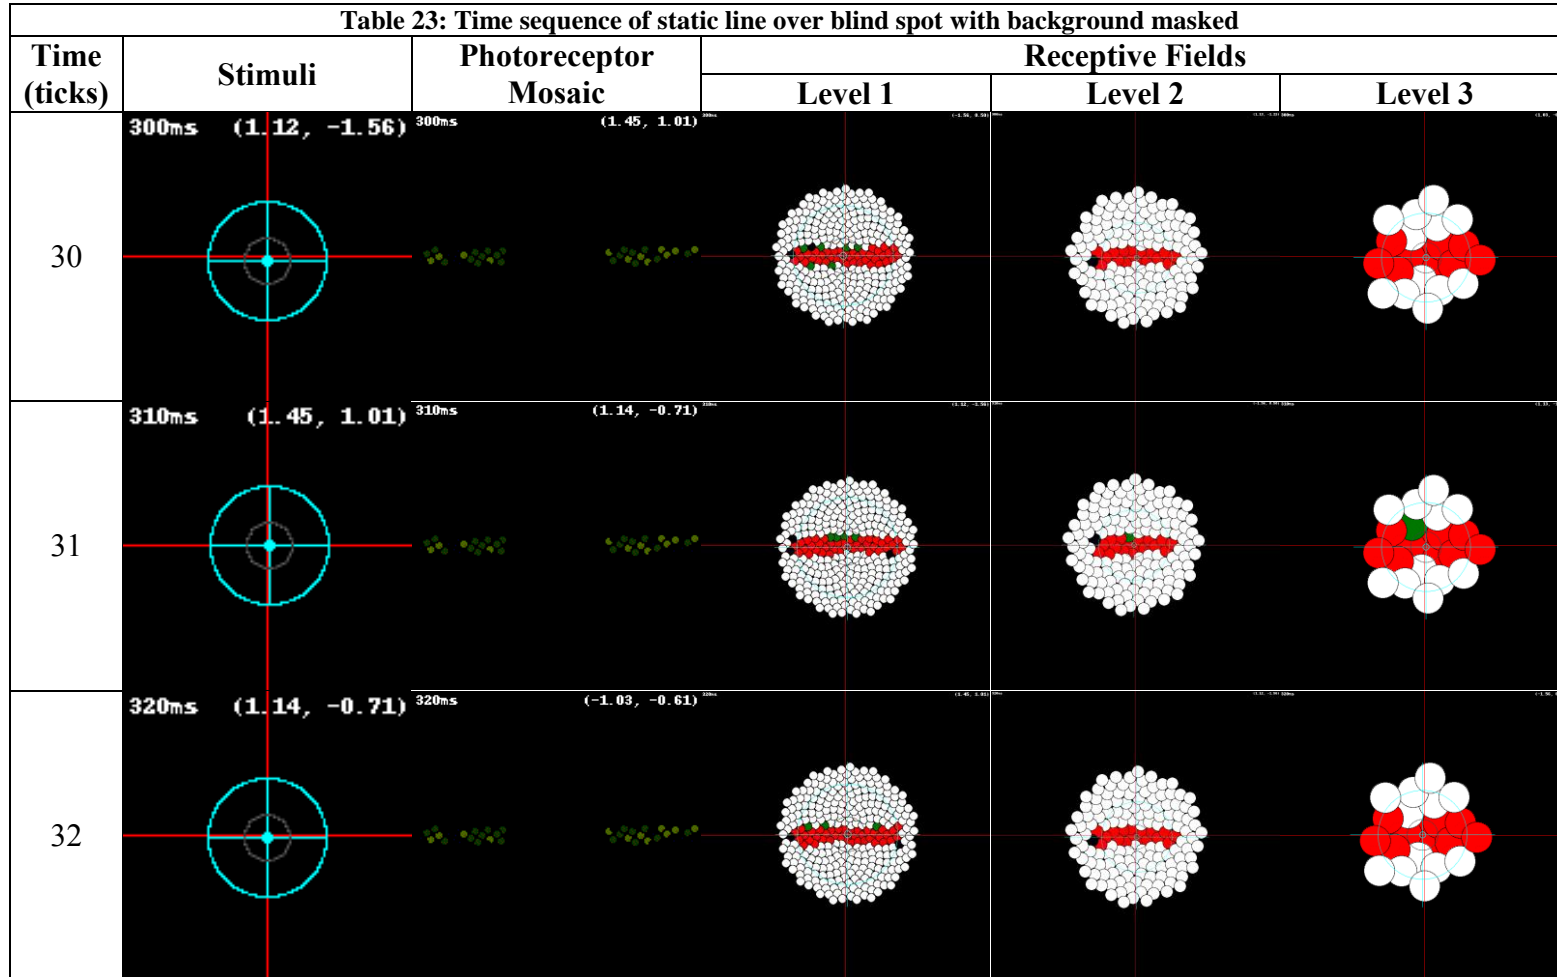 Table 23: Time sequence of static line over blind spot with background masked
Time (ticks)
Stimuli
Photoreceptor Mosaic
Receptive Fields
Level 1
Level 2
Level 3
30
300ms (1.12, -1.56)
300ms (1.45, 1.01)
31
310ms (1.45, 1.01)
310ms (1.14, -0.71)
32
320ms (1.14, -0.71)
320ms (-1.03, -0.61)